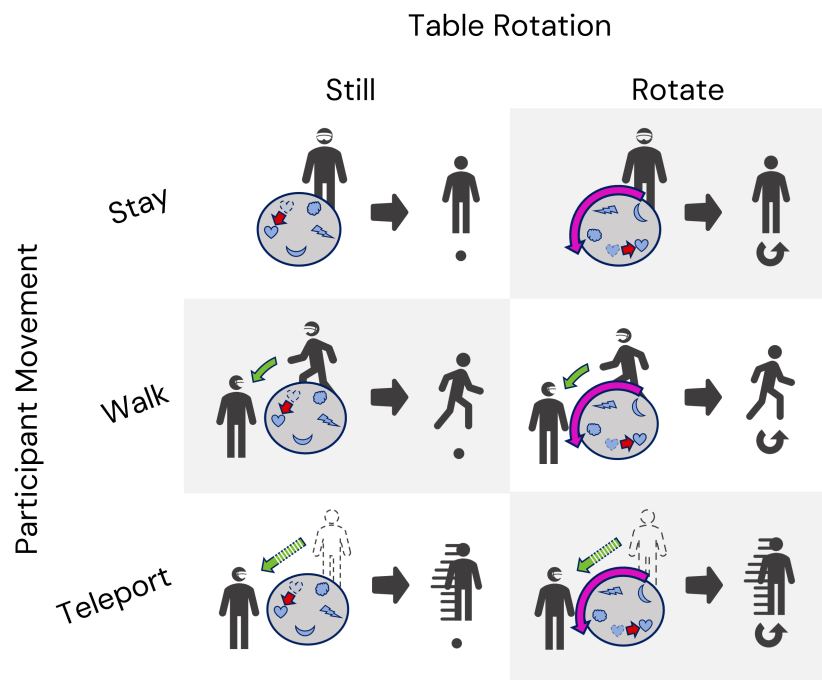 Table Rotation
Still
Rotate
Participant Movement
Stay
Walk
Teleport